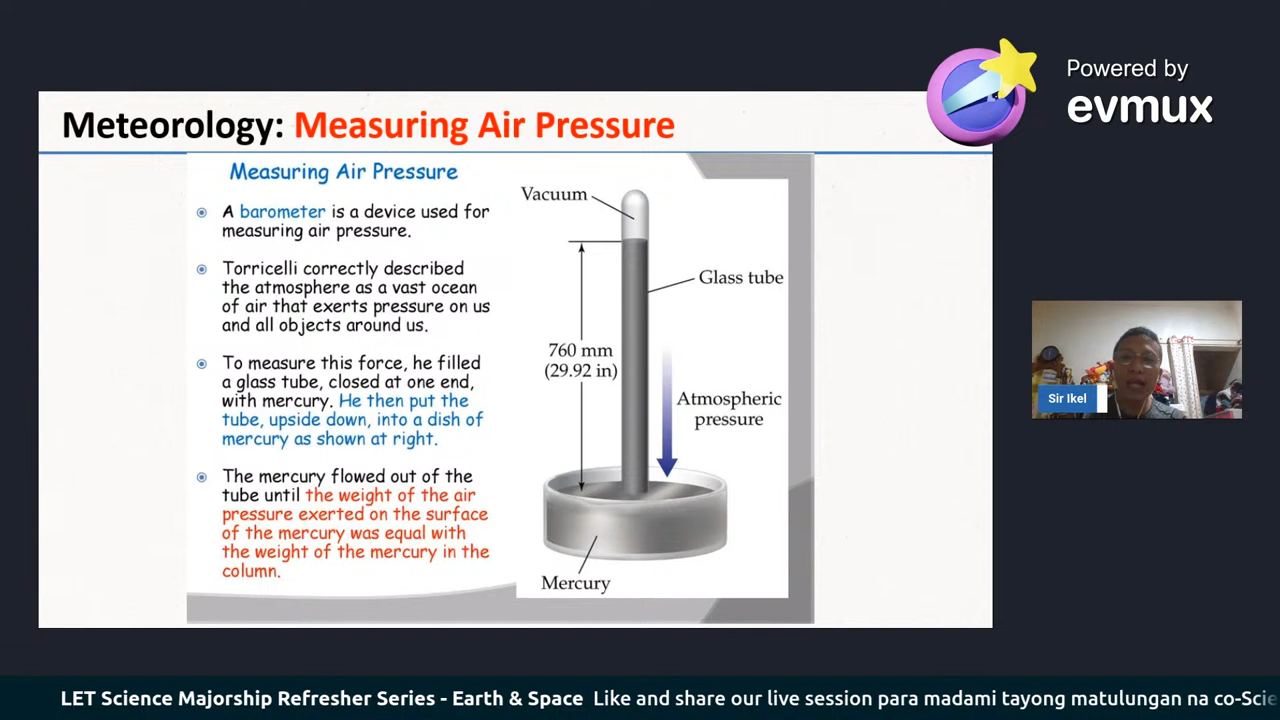 Powered by
evmux
Meteorology: Measuring Air Pressure
Measuring Air Pressure
A barometer is a device used for
measuring air pressure.
Torricelli correctly described
the atmosphere as a vast ocean
of air that exerts pressure on us
and all objects around us.
To measure this force, he filled
a glass tube, closed at one end,
with mercury. He then put the
tube, upside down, into a dish of
mercury as shown at right.
The mercury flowed out of the
tube until the weight of the air
pressure exerted on the surface
of the mercury was equal with
the weight of the mercury in the
column.
Vacuum
Glass tube
760 mm
(29.92 in)
Atmospheric
pressure
Mercury
Sir Ikel
LET Science Majorship Refresher Series - Earth & Space Like and share our live session para madami tayong matulungan na co-Scie